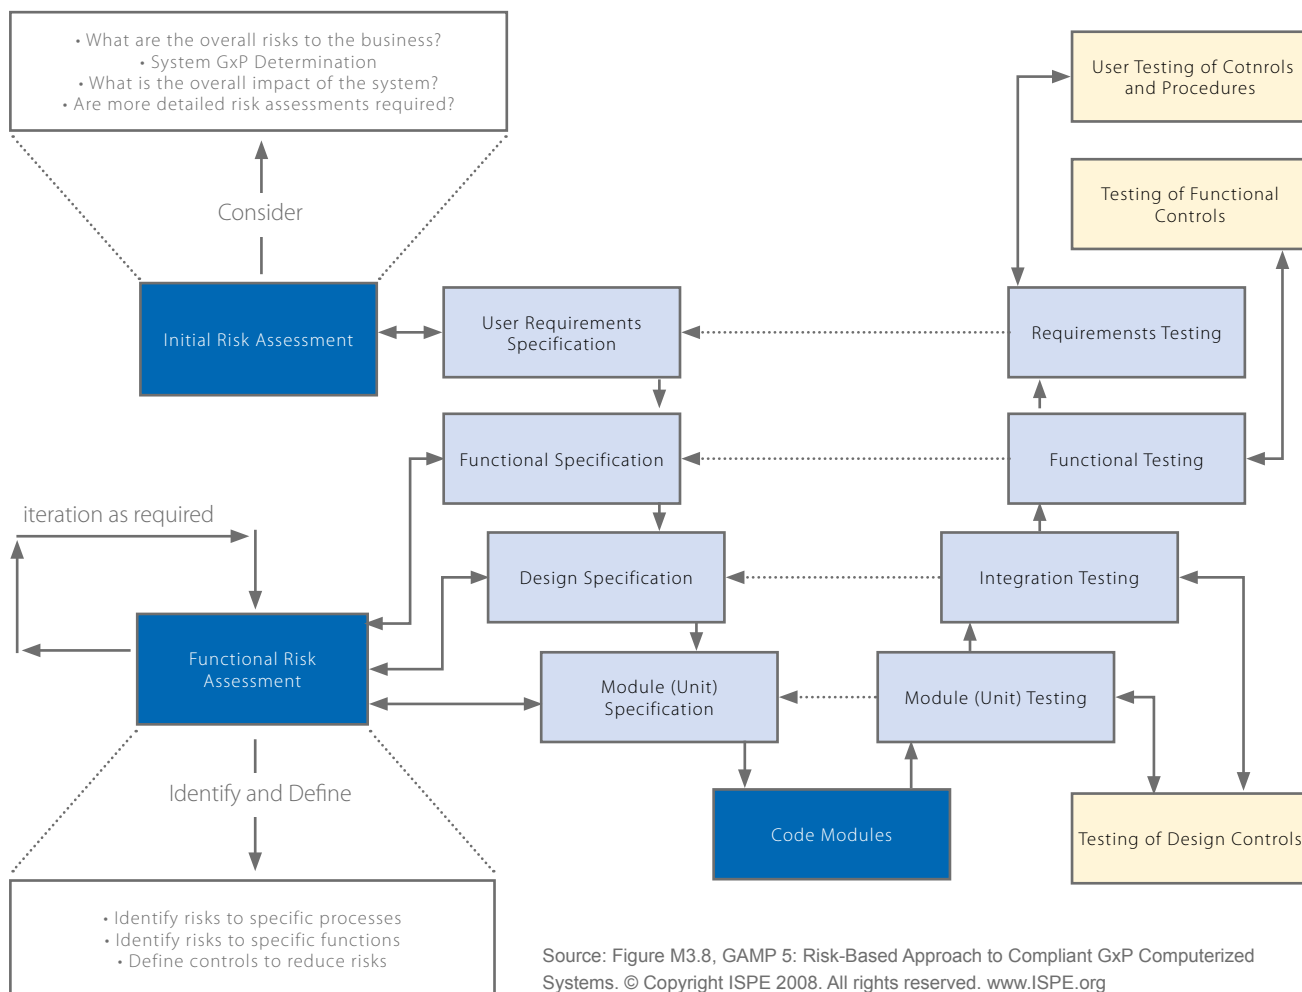 • What are the overall risks to the business?
• System GxP Determination
• What is the overall impact of the system?
• Are more detailed risk assessments required?
User Testing of Cotnrols
and Procedures
Testing of Functional
Controls
Consider
Initial Risk Assessment
User Requirements
Specification
Requiremensts Testing
Functional Specification
Functional Testing
iteration as required
Design Specification
Integration Testing
Functional Risk
Assessment
Module (Unit)
Specification
Module (Unit) Testing
Identify and Define
Code Modules
Testing of Design Controls
• Identify risks to specific processes
• Identify risks to specific functions
• Define controls to reduce risks
Source: Figure M3.8, GAMP 5: Risk-Based Approach to Compliant GxP Computerized
Systems. © Copyright ISPE 2008. All rights reserved. www.ISPE.org